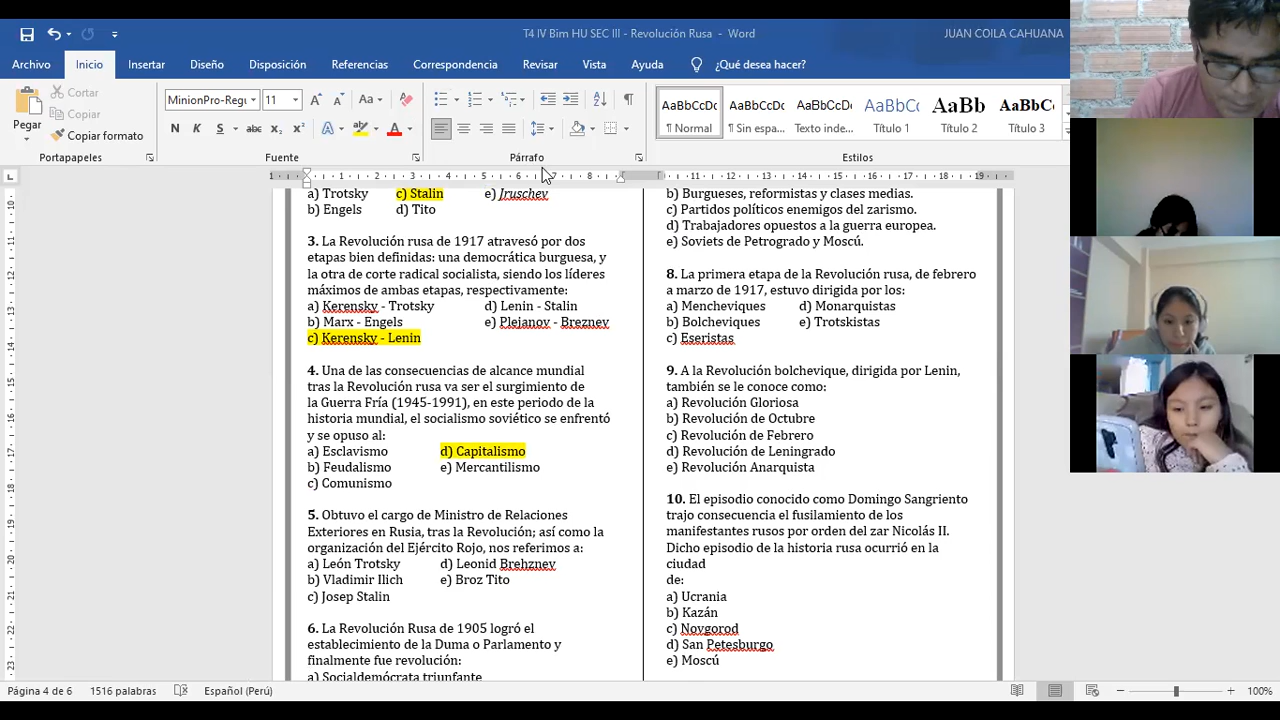 T4 IV Bim HU SEC III - Revolución Rusa - Word
JUAN COILA CAHUANA
Archivo Inicio Insertar Diseño Disposición Referencias Correspondencia Revisar Vista Ayuda ¿Qué desea hacer?
Pegar
Cortar
Copiar
Copiar formato
Portapapeles
MinionPro-Regu 11
Fuente
Párrafo
AaBbCcDc AaBbCcDc AaBbCcDc AaBbCc AaBb AaBbCc
¶ Normal ¶ Sin espa... Texto inde... Título 1 Título 2 Título 3
Estilos
a) Trotsky c) Stalin e) Jruschev
b) Engels d) Tito
3. La Revolución rusa de 1917 atravesó por dos
etapas bien definidas: una democrática burguesa, y
la otra de corte radical socialista, siendo los líderes
máximos de ambas etapas, respectivamente:
a) Kerensky - Trotsky d) Lenin - Stalin
b) Marx - Engels e) Plejanov - Breznev
c) Kerensky - Lenin
4. Una de las consecuencias de alcance mundial
tras la Revolución rusa va ser el surgimiento de
la Guerra Fría (1945-1991), en este periodo de la
historia mundial, el socialismo soviético se enfrentó
y se opuso al:
a) Esclavismo d) Capitalismo
b) Feudalismo e) Mercantilismo
c) Comunismo
5. Obtuvo el cargo de Ministro de Relaciones
Exteriores en Rusia, tras la Revolución; así como la
organización del Ejército Rojo, nos referimos a:
a) León Trotsky d) Leonid Brehznev
b) Vladimir Ilich e) Broz Tito
c) Josep Stalin
6. La Revolución Rusa de 1905 logró el
establecimiento de la Duma o Parlamento y
finalmente fue revolución:
a) Socialdemócrata triunfante
b) Burgueses, reformistas y clases medias.
c) Partidos políticos enemigos del zarismo.
d) Trabajadores opuestos a la guerra europea.
e) Soviets de Petrogrado y Moscú.
8. La primera etapa de la Revolución rusa, de febrero
a marzo de 1917, estuvo dirigida por los:
a) Mencheviques d) Monarquistas
b) Bolcheviques e) Trotskistas
c) Eseristas
9. A la Revolución bolchevique, dirigida por Lenin,
también se le conoce como:
a) Revolución Gloriosa
b) Revolución de Octubre
c) Revolución de Febrero
d) Revolución de Leningrado
e) Revolución Anarquista
10. El episodio conocido como Domingo Sangriento
trajo consecuencia el fusilamiento de los
manifestantes rusos por orden del zar Nicolás II.
Dicho episodio de la historia rusa ocurrió en la
ciudad
de:
a) Ucrania
b) Kazán
c) Novgorod
d) San Petesburgo
e) Moscú
Página 4 de 6 1516 palabras Español (Perú) 100%